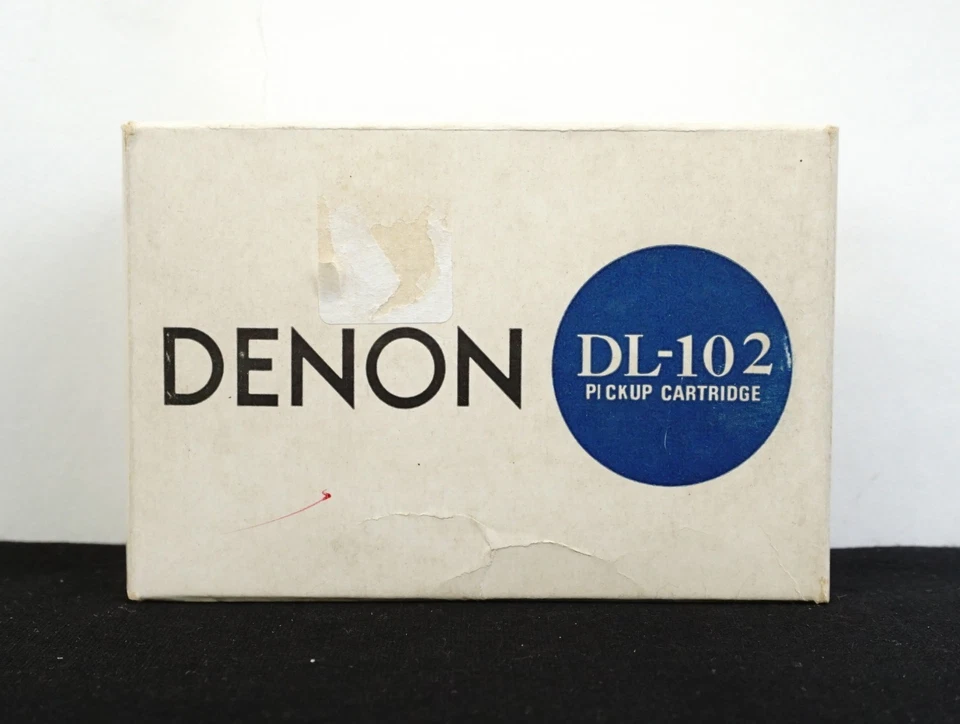 DENON
DL-102
PICKUP CARTRIDGE